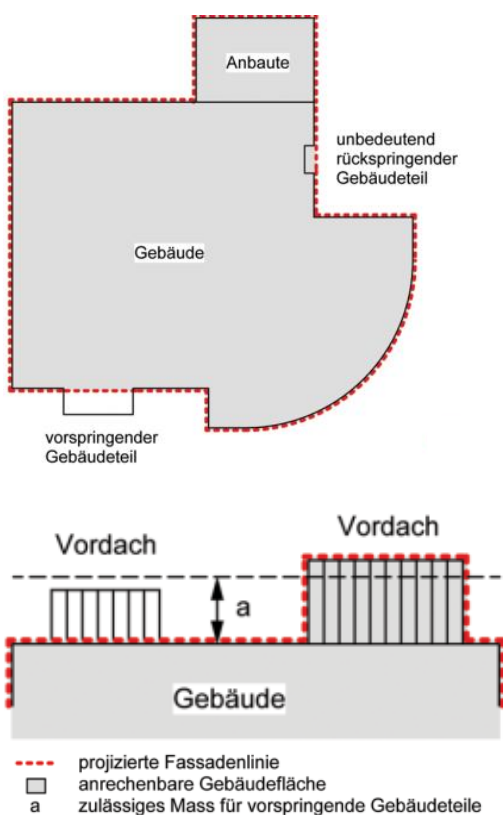 Anbaute
unbedeutend
rückspringender
Gebäudeteil
Gebäude
vorspringender
Gebäudeteil
Vordach
Vordach
a
Gebäude
projizierte Fassadenlinie
anrechenbare Gebäudefläche
a zulässiges Mass für vorspringende Gebäudeteile